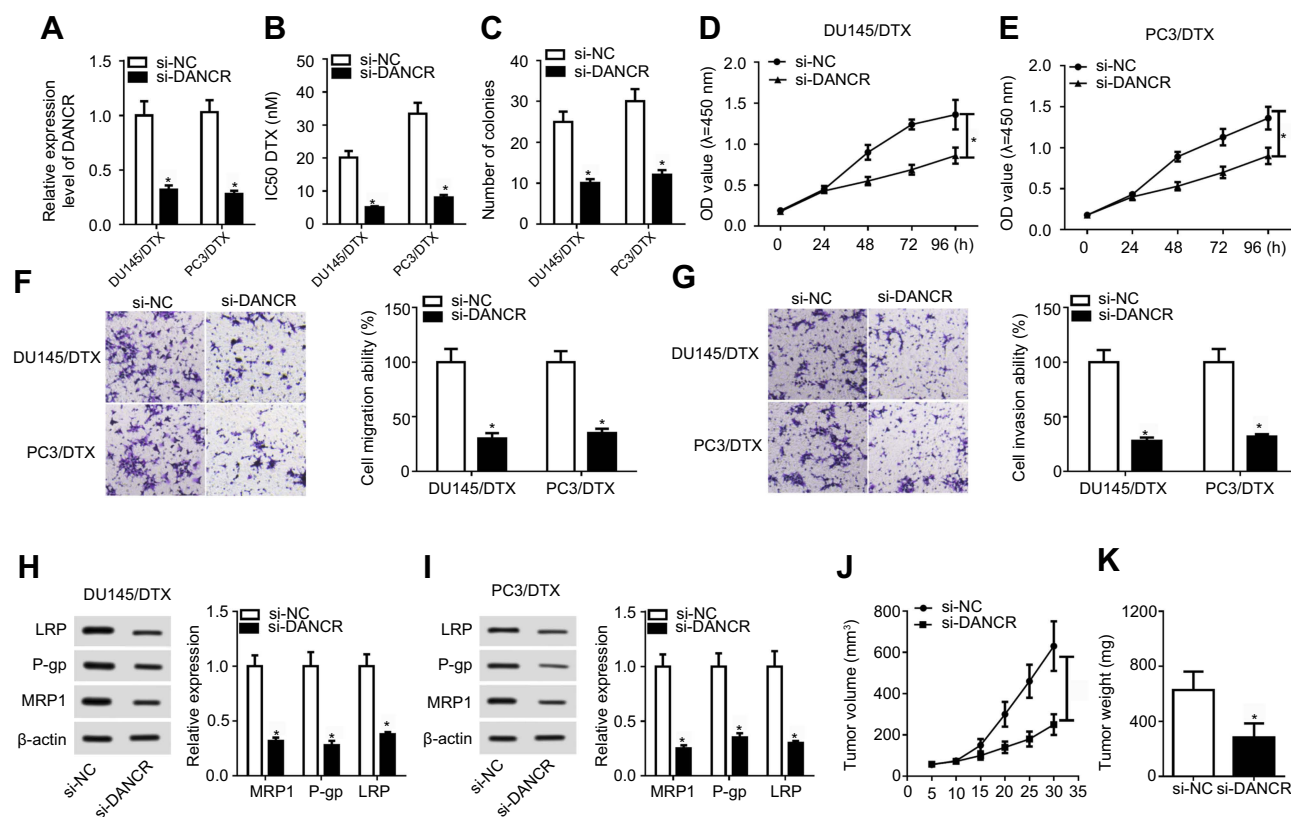 A
si-NC
si-DANCR
Relative expression
level of DANCR
1.5
1.0
0.5
0.0
DU145/DTX
PC3/DTX
B
si-NC
si-DANCR
IC50 DTX (nM)
50
40
30
20
10
0
DU145/DTX
PC3/DTX
* *
C
si-NC
si-DANCR
Number of colonies
40
30
20
10
0
DU145/DTX
PC3/DTX
* *
D
DU145/DTX
si-NC
si-DANCR
OD value (λ=450 nm)
2.0
1.5
1.0
0.5
0.0
0 24 48 72 96 (h)
*
E
PC3/DTX
si-NC
si-DANCR
OD value (λ=450 nm)
2.0
1.5
1.0
0.5
0.0
0 24 48 72 96 (h)
*
F
si-NC si-DANCR
DU145/DTX
PC3/DTX
si-NC
si-DANCR
Cell migration ability (%)
150
100
50
0
* *
DU145/DTX PC3/DTX
G
si-NC si-DANCR
DU145/DTX
PC3/DTX
si-NC
si-DANCR
Cell invasion ability (%)
150
100
50
0
* *
DU145/DTX PC3/DTX
H
DU145/DTX
LRP
P-gp
MRP1
β-actin
si-NC
si-DANCR
si-NC
si-DANCR
Relative expression
1.5
1.0
0.5
0.0
* * *
MRP1 P-gp LRP
I
PC3/DTX
LRP
P-gp
MRP1
β-actin
si-NC
si-DANCR
si-NC
si-DANCR
Relative expression
1.5
1.0
0.5
0.0
* * *
MRP1 P-gp LRP
J
si-NC
si-DANCR
Tumor volume (mm³)
800
600
400
200
0
0 5 10 15 20 25 30 35
K
Tumor weight (mg)
1200
800
400
0
*
si-NC si-DANCR